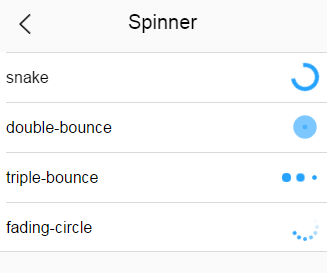 Spinner
snake
double-bounce
triple-bounce
fading-circle